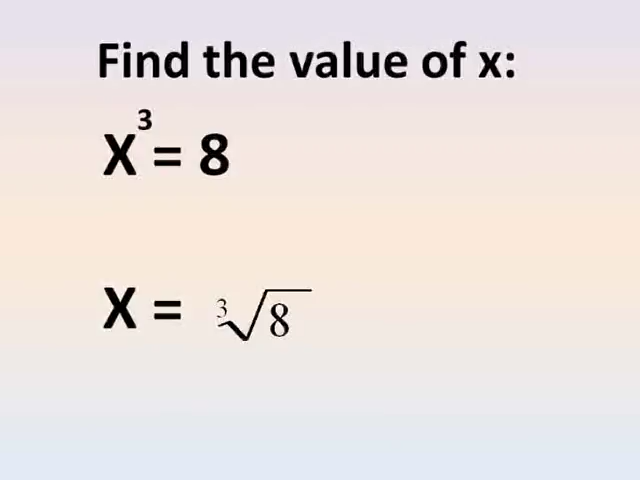 Find the value of x:
X³= 8
X = ∛8